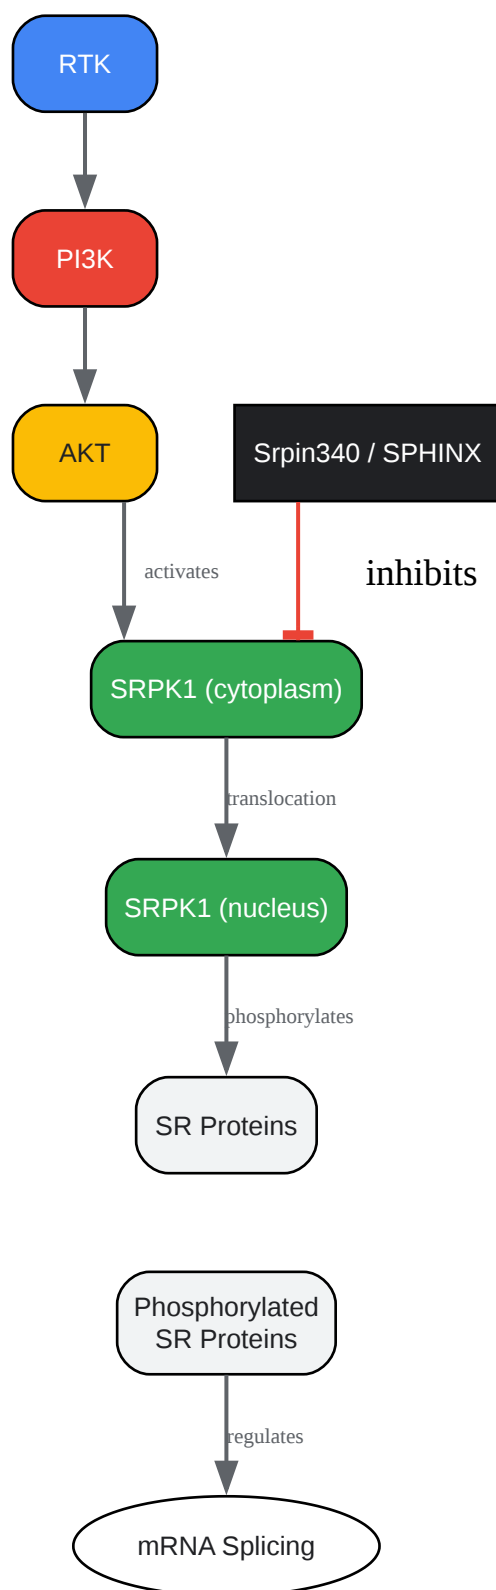 RTK
PI3K
AKT
Srpin340 / SPHINX
activates
inhibits
SRPK1 (cytoplasm)
translocation
SRPK1 (nucleus)
phosphorylates
SR Proteins
Phosphorylated
SR Proteins
regulates
mRNA Splicing